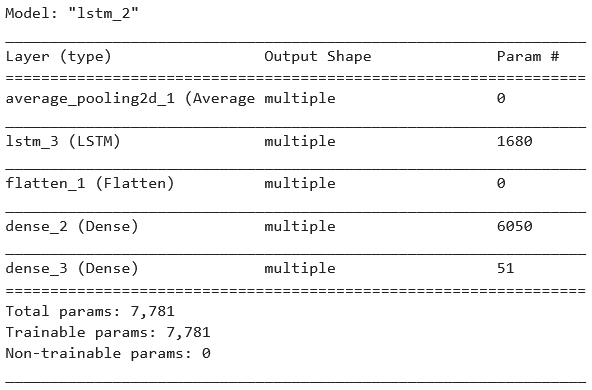 Model: "lstm_2"
Layer (type) Output Shape Param #
average_pooling2d_1 (Average multiple 0
lstm_3 (LSTM) multiple 1680
flatten_1 (Flatten) multiple 0
dense_2 (Dense) multiple 6050
dense_3 (Dense) multiple 51
Total params: 7,781
Trainable params: 7,781
Non-trainable params: 0